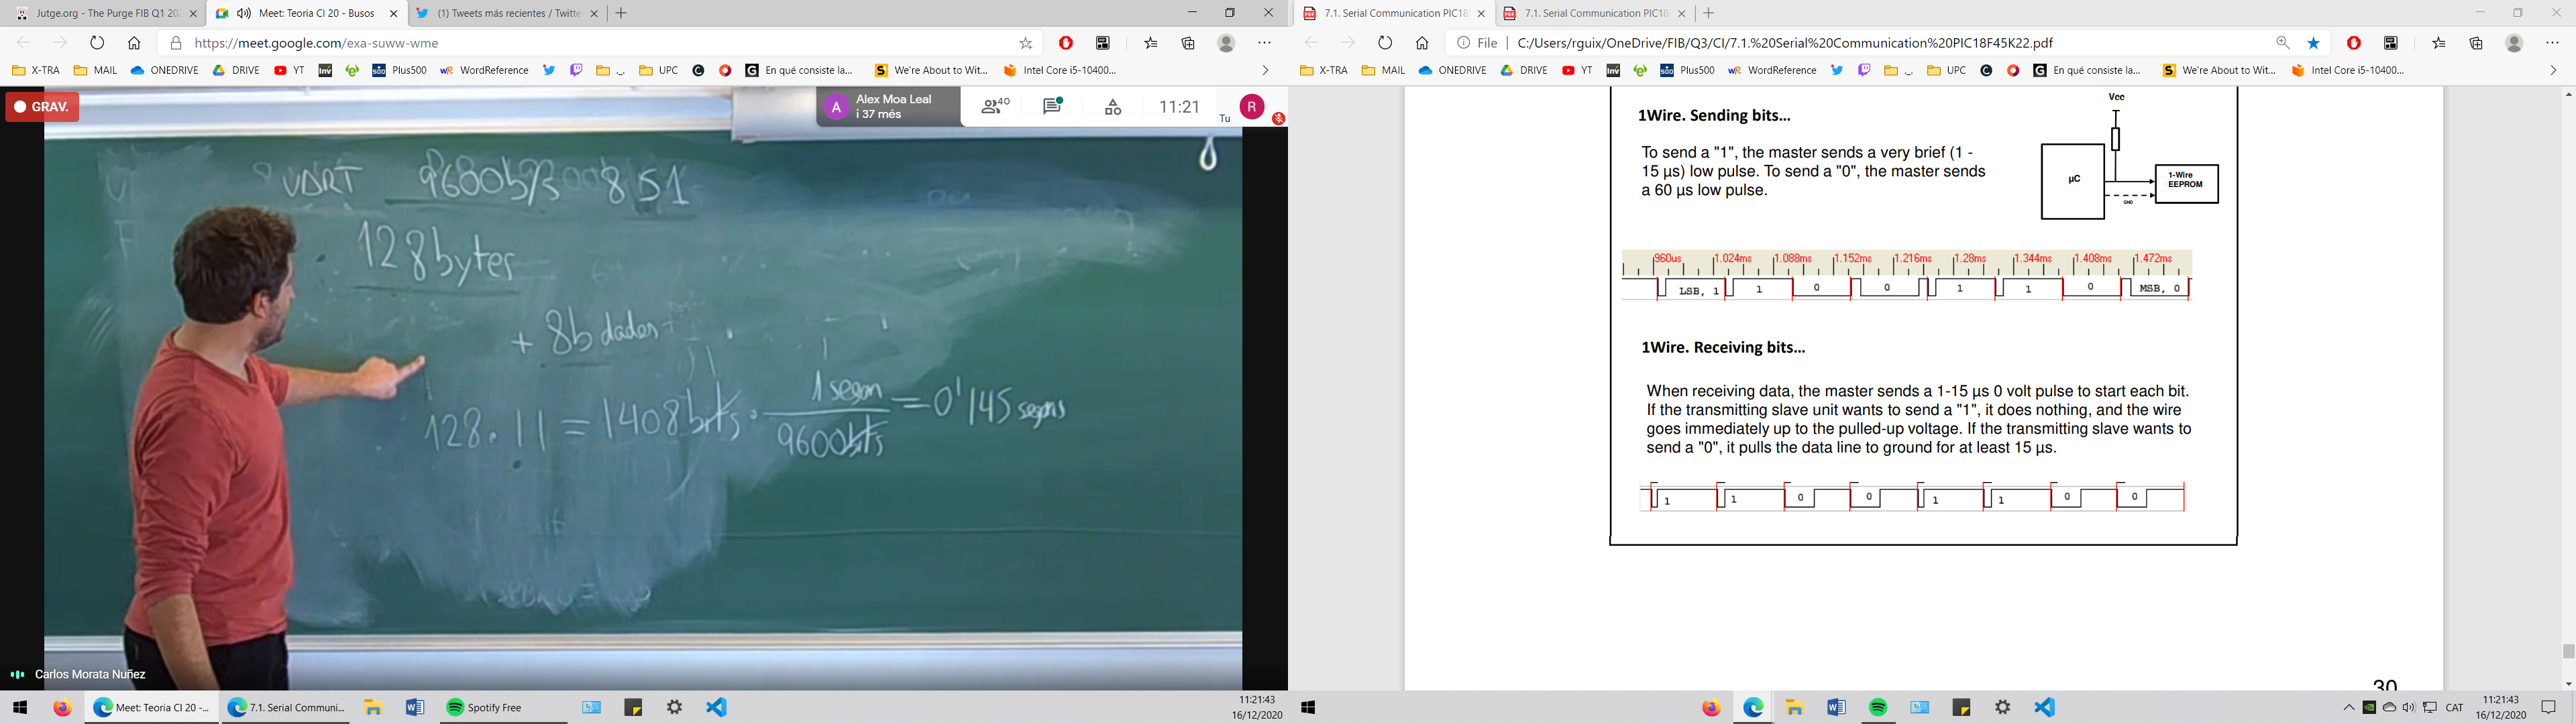 Jutge.org - The Purge FIB Q1 20
Meet: Teoria CI 20 - Busos
(1) Tweets más recientes / Twitte
7.1. Serial Communication PIC18
7.1. Serial Communication PIC18
https://meet.google.com/exa-suww-wme
File
C:/Users/rguix/OneDrive/FIB/Q3/CI/7.1.%20Serial%20Communication%20PIC18F45K22.pdf
X-TRA MAIL ONEDRIVE DRIVE YT Inv Plus500 WordReference UPC En qué consiste la... We're About to Wit... Intel Core i5-10400...
X-TRA MAIL ONEDRIVE DRIVE YT Inv Plus500 WordReference UPC En qué consiste la... We're About to Wit... Intel Core i5-10400...
GRAV.
A
Alex Moa Leal
i 37 més
40
11:21
Tu
R
9600b/s 8 S 1
128bytes
+ 8b dades +
128 · 11 = 1408 bits · 1 segon / 9600 bits = 0'145 segons
Carlos Morata Nuñez
1Wire. Sending bits...
To send a "1", the master sends a very brief (1 -
15 µs) low pulse. To send a "0", the master sends
a 60 µs low pulse.
Vcc
µC
1-Wire
EEPROM
GND
960us 1.024ms 1.088ms 1.152ms 1.216ms 1.28ms 1.344ms 1.408ms 1.472ms
LSB, 1 1 0 0 1 1 0 MSB, 0
1Wire. Receiving bits...
When receiving data, the master sends a 1-15 µs 0 volt pulse to start each bit.
If the transmitting slave unit wants to send a "1", it does nothing, and the wire
goes immediately up to the pulled-up voltage. If the transmitting slave wants to
send a "0", it pulls the data line to ground for at least 15 µs.
1 1 0 0 1 1 0 0
30
Meet: Teoria CI 20 -...
7.1. Serial Communi...
Spotify Free
11:21:43
16/12/2020
CAT
11:21:43
16/12/2020